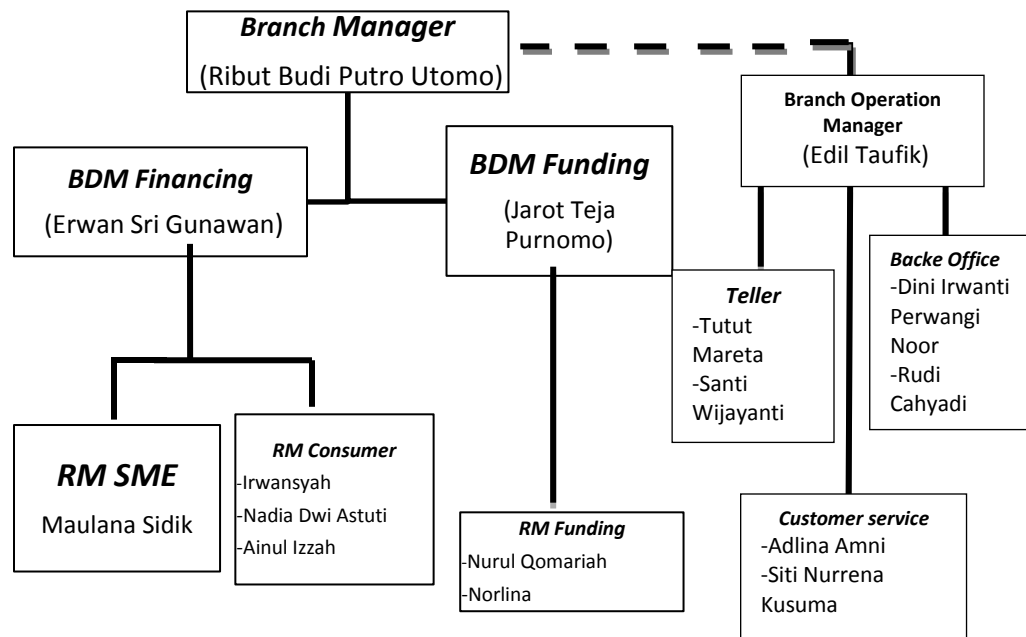 Branch Manager
(Ribut Budi Putro Utomo)
Branch Operation
Manager
(Edil Taufik)
BDM Financing
(Erwan Sri Gunawan)
BDM Funding
(Jarot Teja
Purnomo)
Teller
-Tutut
Mareta
-Santi
Wijayanti
Backe Office
-Dini Irwanti
Perwangi
Noor
-Rudi
Cahyadi
RM SME
Maulana Sidik
RM Consumer
-Irwansyah
-Nadia Dwi Astuti
-Ainul Izzah
RM Funding
-Nurul Qomariah
-Norlina
Customer service
-Adlina Amni
-Siti Nurrena
Kusuma